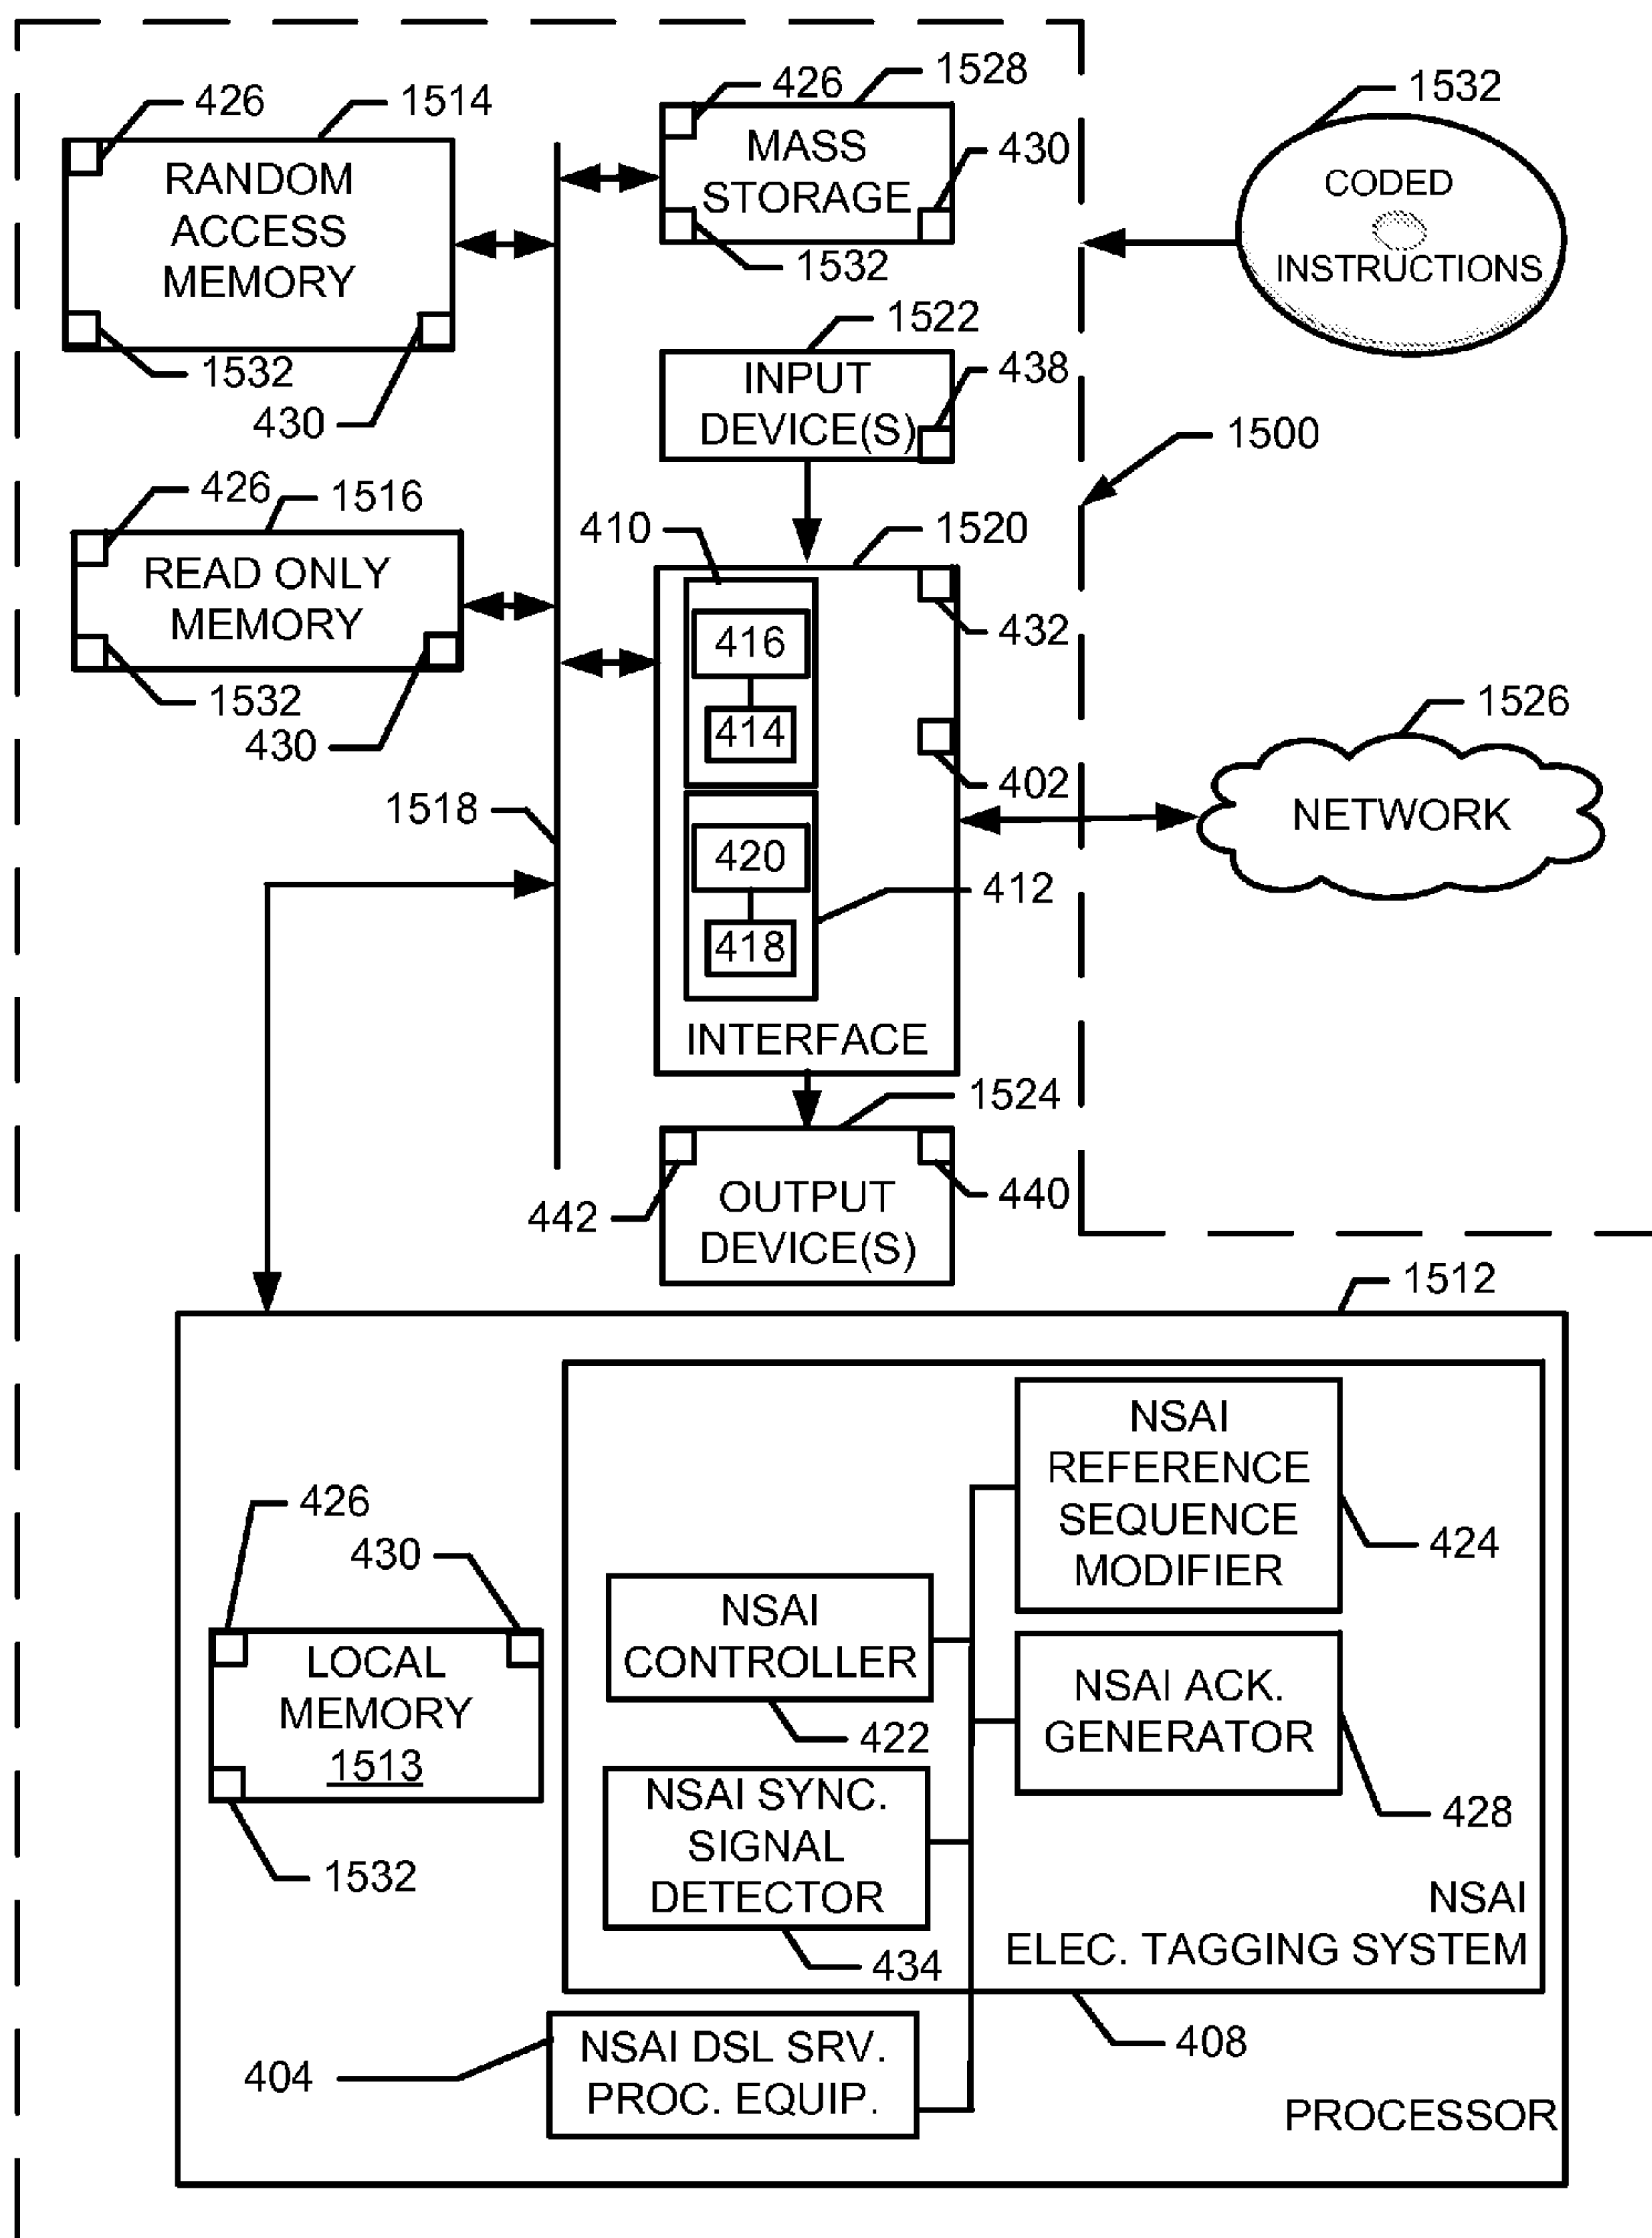 426
1514
RANDOM
ACCESS
MEMORY
1532
430
426
1528
MASS
STORAGE
430
1532
1532
CODED
INSTRUCTIONS
1522
INPUT
DEVICE(S)
438
1500
426
1516
READ ONLY
MEMORY
1532
430
410
1520
416
414
432
402
420
418
412
INTERFACE
1518
1526
NETWORK
1524
442
440
OUTPUT
DEVICE(S)
1512
NSAI
REFERENCE
SEQUENCE
MODIFIER
424
426
430
LOCAL
MEMORY
1513
1532
NSAI
CONTROLLER
422
NSAI ACK.
GENERATOR
428
NSAI SYNC.
SIGNAL
DETECTOR
434
NSAI
ELEC. TAGGING SYSTEM
408
404
NSAI DSL SRV.
PROC. EQUIP.
PROCESSOR